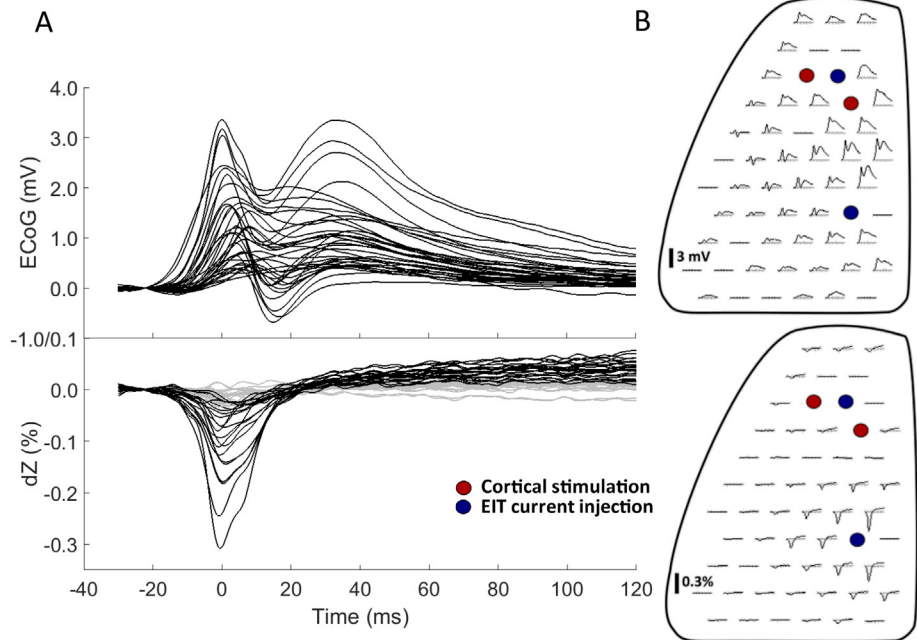 A
B
4.0
3.0
2.0
1.0
0.0
-1.0/0.1
ECoG (mV)
0.0
-0.1
-0.2
-0.3
dZ (%)
-40
-20
0
20
40
60
80
100
120
Time (ms)
Cortical stimulation
EIT current injection
3 mV
0.3%